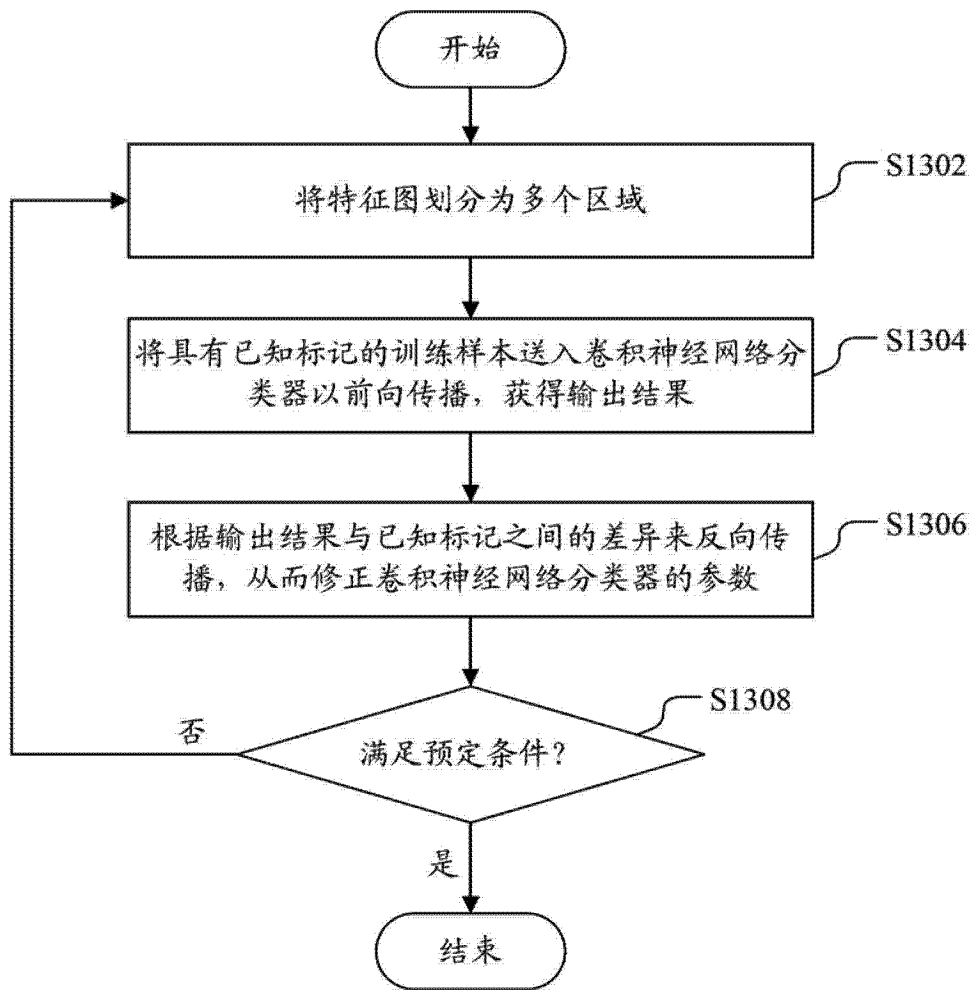 开始
S1302
将特征图划分为多个区域
S1304
将具有已知标记的训练样本送入卷积神经网络分
类器以前向传播，获得输出结果
S1306
根据输出结果与已知标记之间的差异来反向传
播，从而修正卷积神经网络分类器的参数
S1308
否
满足预定条件?
是
结束